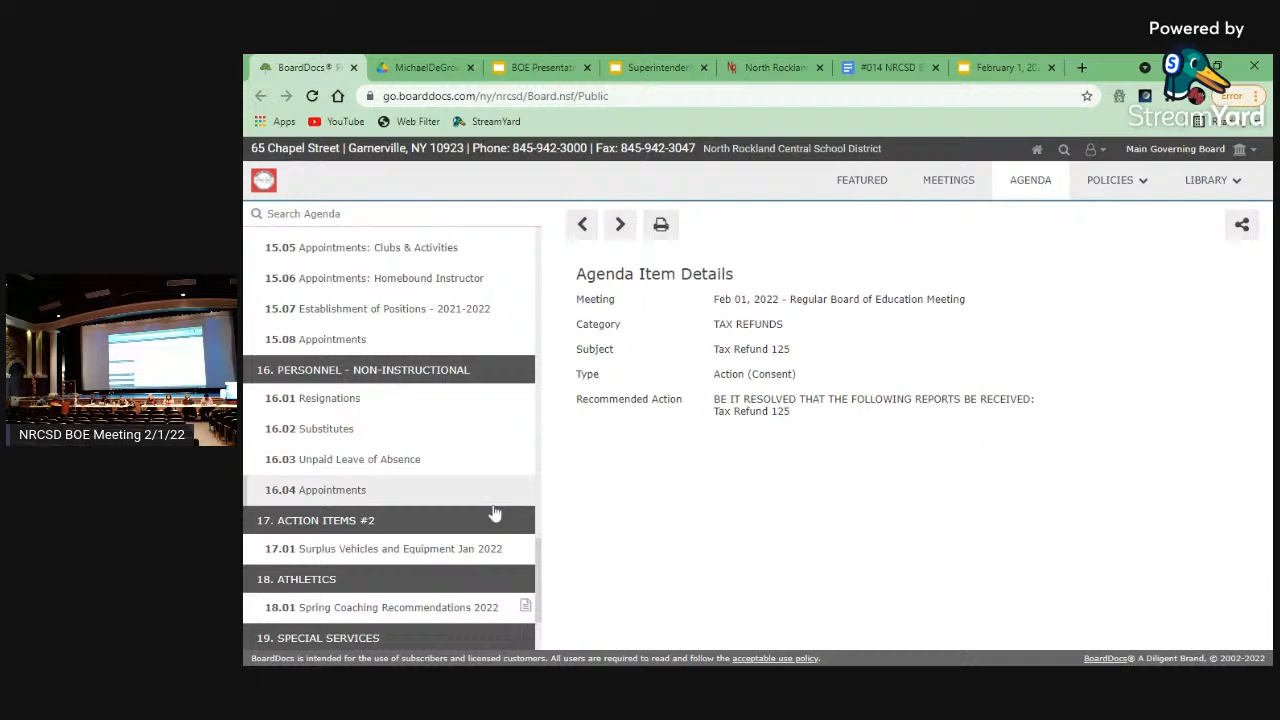 Powered by
StreamYard
BoardDocs® P
MichaelDeGro
BOE Presentat
Superintender
North Rocklan
#014 NRCSD B
February 1, 20
go.boarddocs.com/ny/nrcsd/Board.nsf/Public
Error
Apps
YouTube
Web Filter
StreamYard
65 Chapel Street | Garnerville, NY 10923 | Phone: 845-942-3000 | Fax: 845-942-3047 North Rockland Central School District
Main Governing Board
FEATURED
MEETINGS
AGENDA
POLICIES
LIBRARY
Search Agenda
15.05 Appointments: Clubs & Activities
15.06 Appointments: Homebound Instructor
15.07 Establishment of Positions - 2021-2022
15.08 Appointments
16. PERSONNEL - NON-INSTRUCTIONAL
16.01 Resignations
16.02 Substitutes
16.03 Unpaid Leave of Absence
16.04 Appointments
17. ACTION ITEMS #2
17.01 Surplus Vehicles and Equipment Jan 2022
18. ATHLETICS
18.01 Spring Coaching Recommendations 2022
19. SPECIAL SERVICES
Agenda Item Details
Meeting Feb 01, 2022 - Regular Board of Education Meeting
Category TAX REFUNDS
Subject Tax Refund 125
Type Action (Consent)
Recommended Action BE IT RESOLVED THAT THE FOLLOWING REPORTS BE RECEIVED:
Tax Refund 125
NRCSD BOE Meeting 2/1/22
BoardDocs is intended for the use of subscribers and licensed customers. All users are required to read and follow the acceptable use policy.
BoardDocs® A Diligent Brand, © 2002-2022